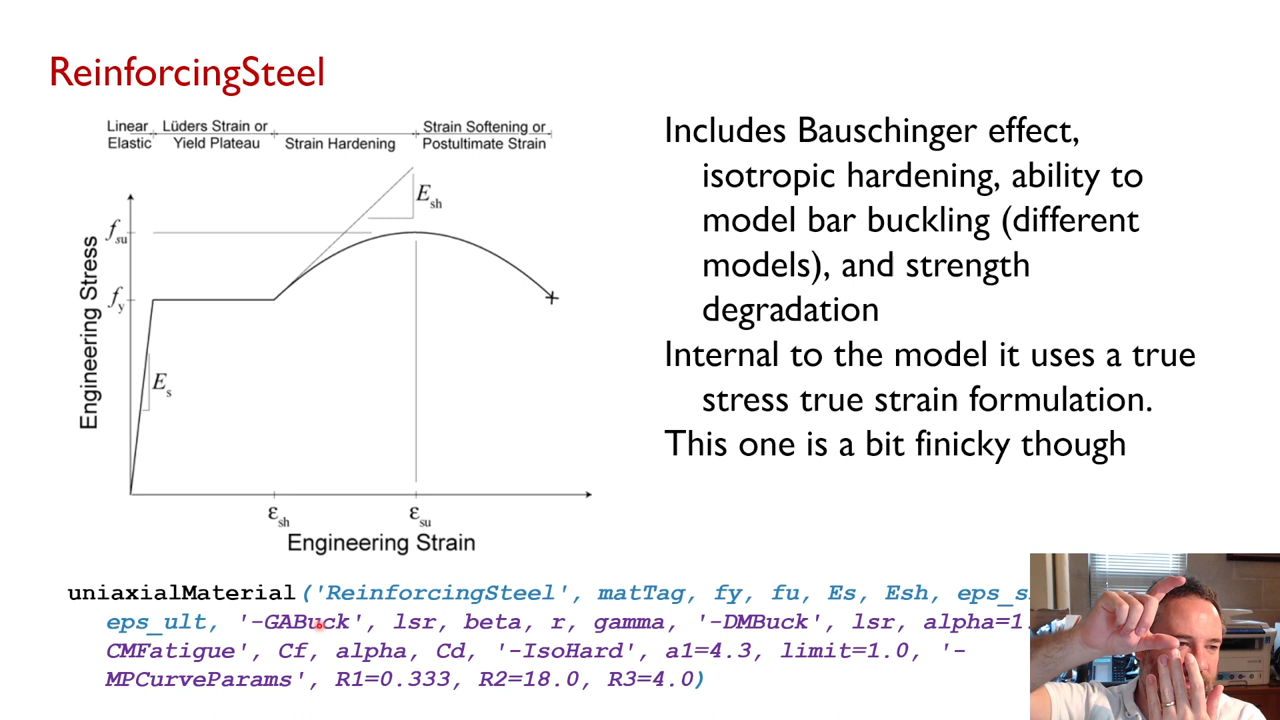 ReinforcingSteel
Linear Elastic
Lüders Strain or Yield Plateau
Strain Hardening
Strain Softening or Postultimate Strain
E_sh
f_su
f_y
E_s
Engineering Stress
ε_sh
ε_su
Engineering Strain
Includes Bauschinger effect,
isotropic hardening, ability to
model bar buckling (different
models), and strength
degradation
Internal to the model it uses a true
stress true strain formulation.
This one is a bit finicky though
uniaxialMaterial('ReinforcingSteel', matTag, fy, fu, Es, Esh,
eps_ult, '-GABuck', lsr, beta, r, gamma, '-DMBuck', lsr, alpha=1.
CMFatigue', Cf, alpha, Cd, '-IsoHard', a1=4.3, limit=1.0, '-
MPCurveParams', R1=0.333, R2=18.0, R3=4.0)